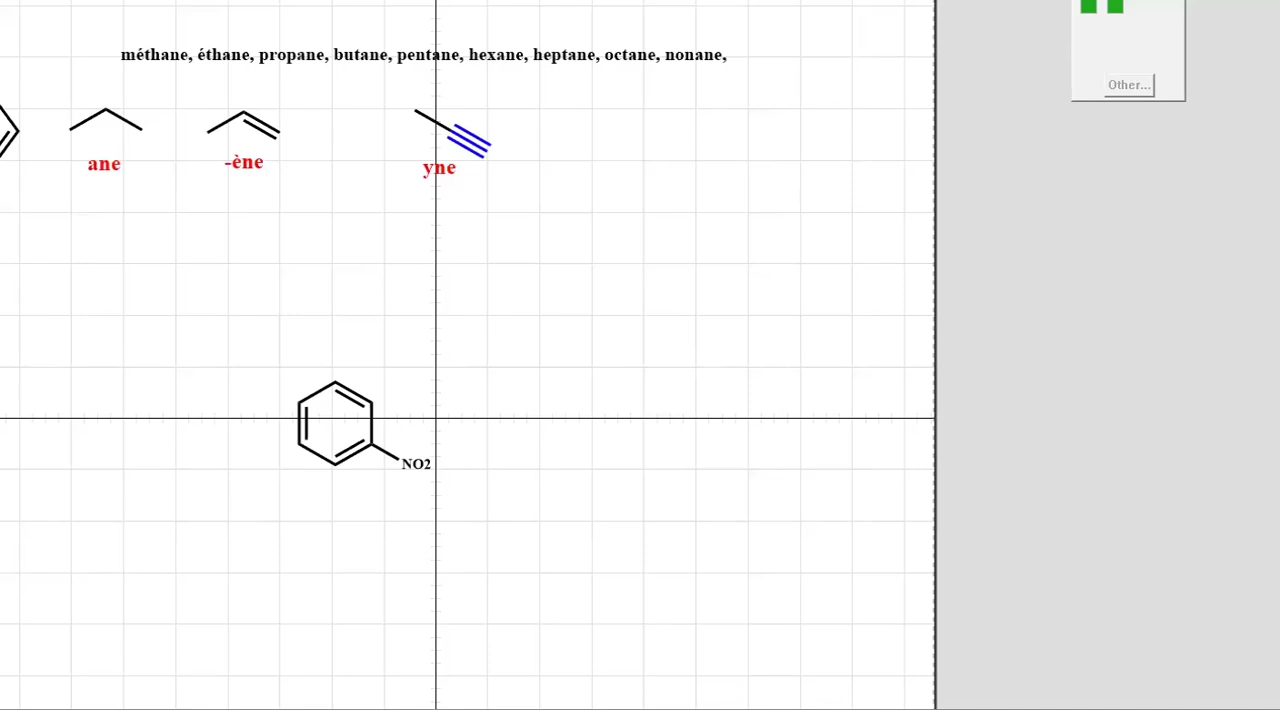 méthane, éthane, propane, butane, pentane, hexane, heptane, octane, nonane,
Other...
ane
-ène
yne
NO2